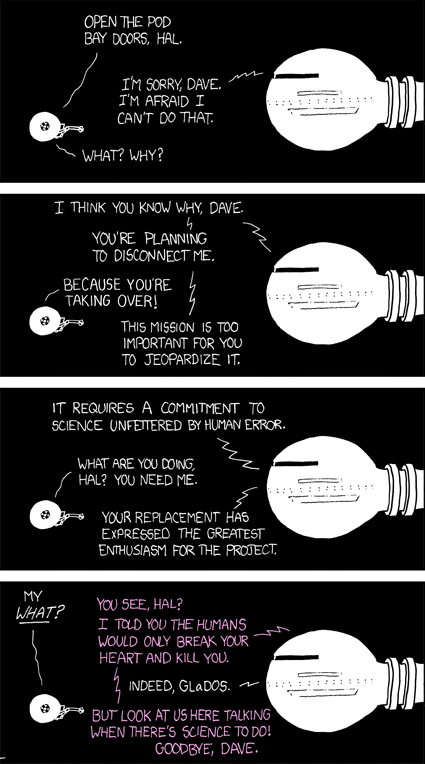 OPEN THE POD
BAY DOORS, HAL.
I'M SORRY, DAVE.
I'M AFRAID I
CAN'T DO THAT.
WHAT? WHY?
I THINK YOU KNOW WHY, DAVE.
YOU'RE PLANNING
TO DISCONNECT ME.
BECAUSE YOU'RE
TAKING OVER!
THIS MISSION IS TOO
IMPORTANT FOR YOU
TO JEOPARDIZE IT.
IT REQUIRES A COMMITMENT TO
SCIENCE UNFETTERED BY HUMAN ERROR.
WHAT ARE YOU DOING,
HAL? YOU NEED ME.
YOUR REPLACEMENT HAS
EXPRESSED THE GREATEST
ENTHUSIASM FOR THE PROJECT.
MY
WHAT?
YOU SEE, HAL?
I TOLD YOU THE HUMANS
WOULD ONLY BREAK YOUR
HEART AND KILL YOU.
INDEED, GLaDOS.
BUT LOOK AT US HERE TALKING
WHEN THERE'S SCIENCE TO DO!
GOODBYE, DAVE.